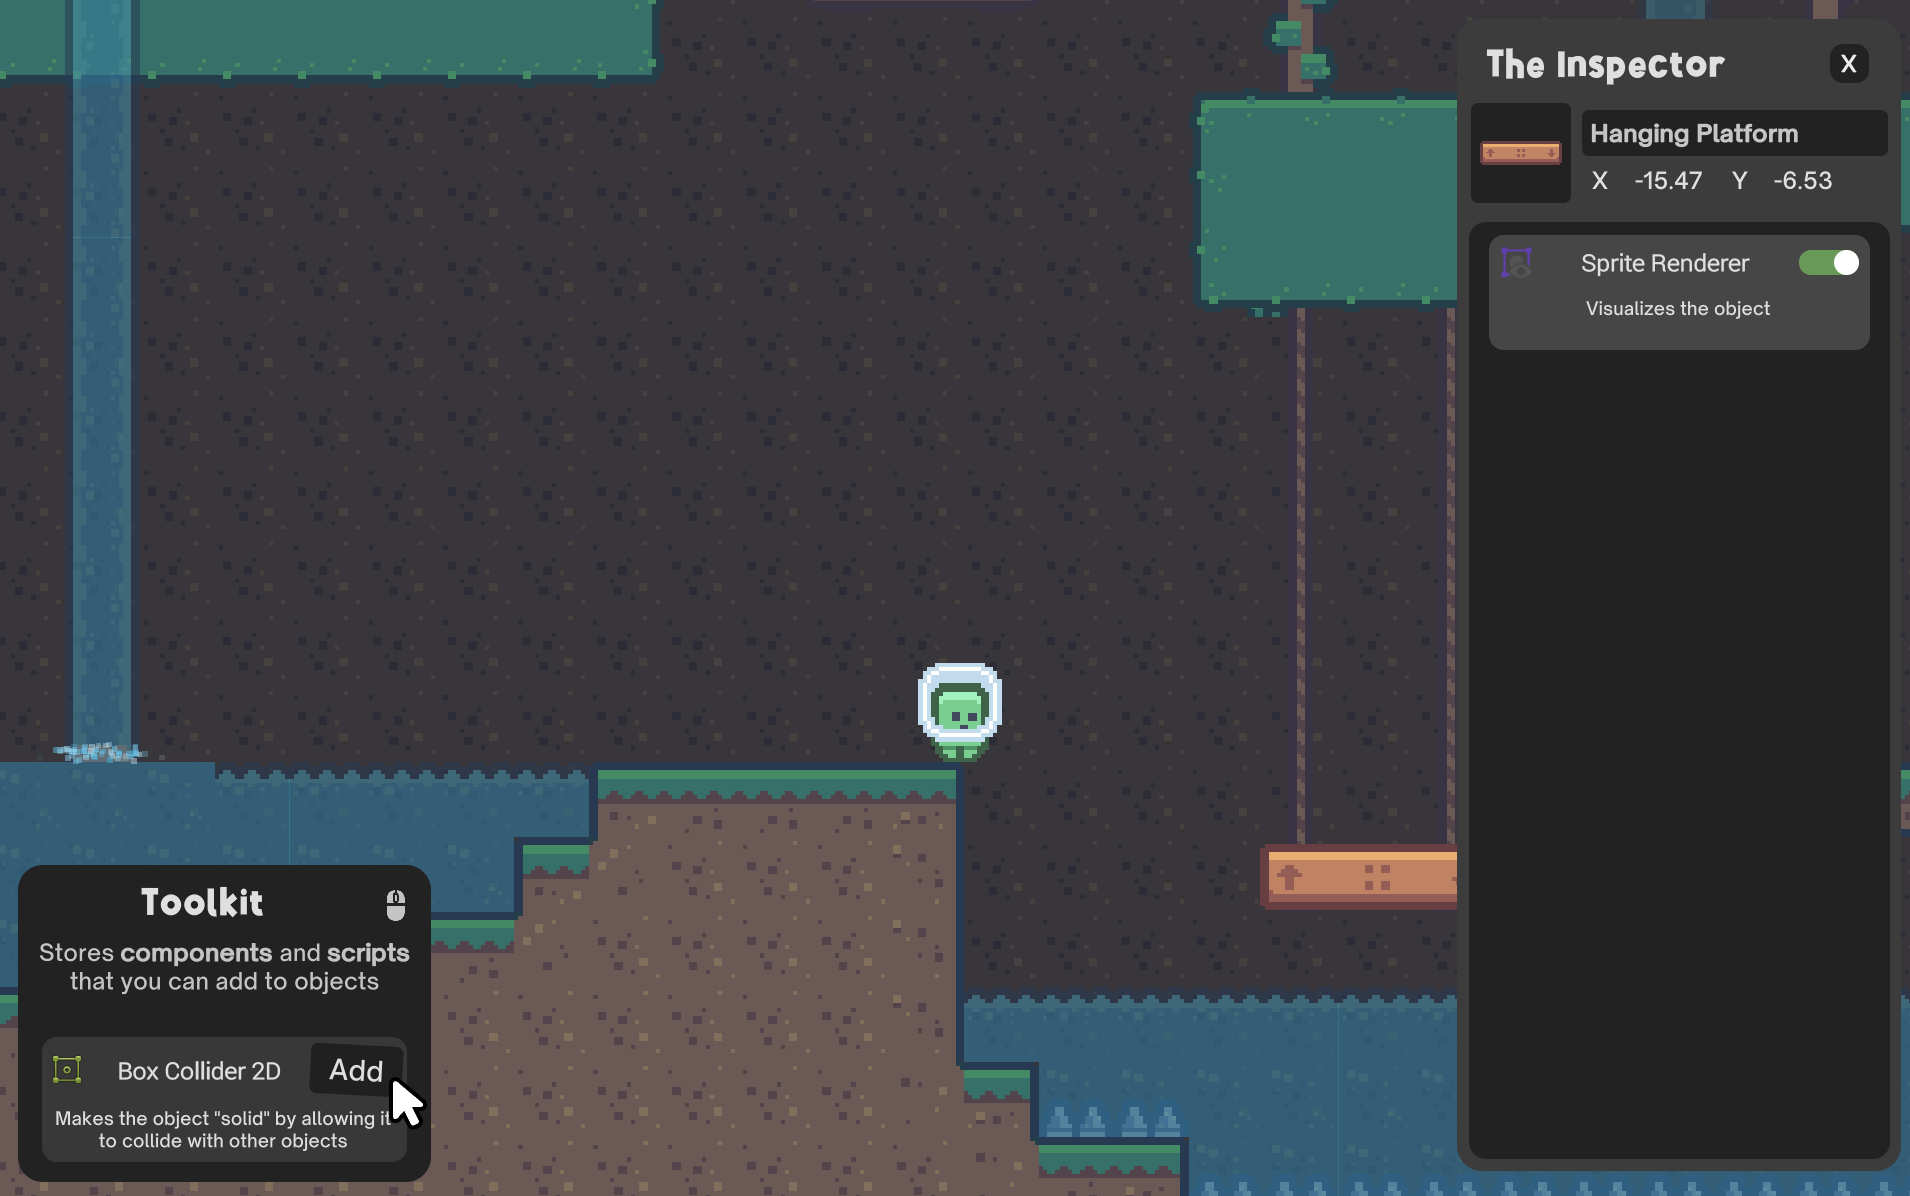 The Inspector
X
Hanging Platform
X -15.47 Y -6.53
Sprite Renderer
Visualizes the object
Toolkit
Stores components and scripts
that you can add to objects
Box Collider 2D
Add
Makes the object "solid" by allowing it
to collide with other objects